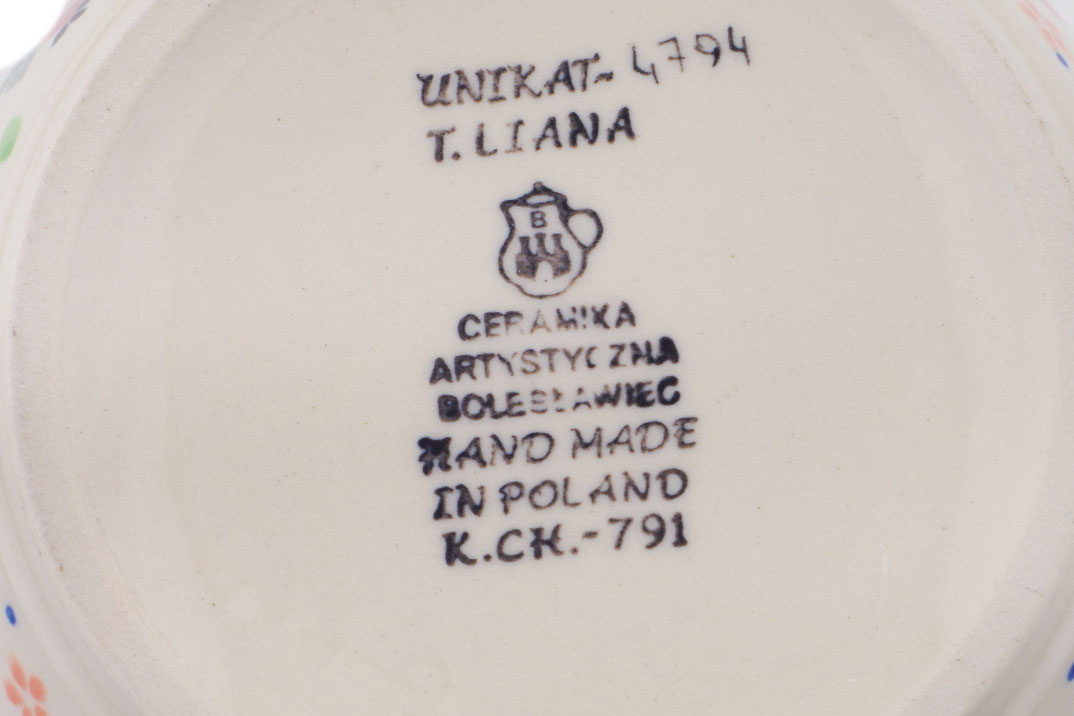 UNIKAT~ 4794
T. LIANA
B
CERAMIKA
ARTYSTYCZNA
BOLESŁAWIEC
HAND MADE
IN POLAND
K.CH.-791